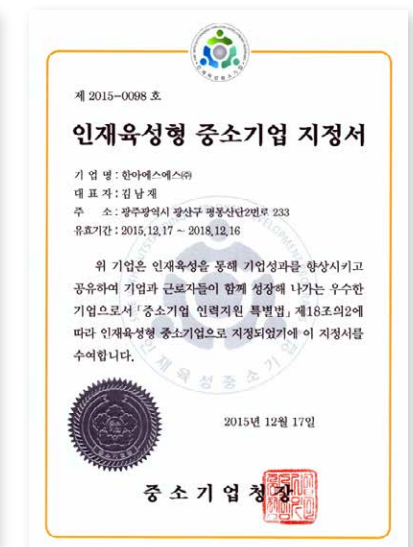 제 2015-0098 호
인재육성형 중소기업 지정서
기 업 명 : 한아에스에스㈜
대 표 자 : 김 남 재
주 소 : 광주광역시 광산구 평동산단2번로 233
유효기간 : 2015.12.17 ~ 2018.12.16
위 기업은 인재육성을 통해 기업성과를 향상시키고
공유하여 기업과 근로자들이 함께 성장해 나가는 우수한
기업으로서 「중소기업 인력지원 특별법」 제18조의2에
따라 인재육성형 중소기업으로 지정되었기에 이 지정서를
수여합니다.
2015년 12월 17일
중 소 기 업 청 장